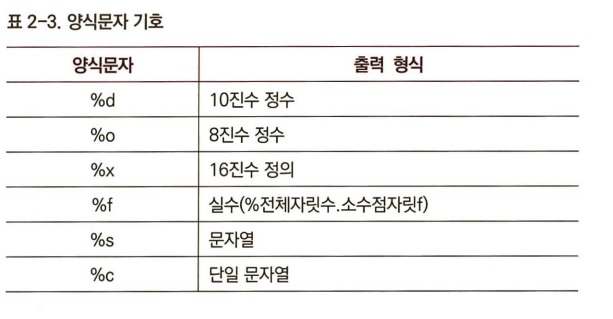 표 2-3. 양식문자 기호
양식문자 출력 형식
%d 10진수 정수
%o 8진수 정수
%x 16진수 정의
%f 실수(%전체자릿수.소수점자릿f)
%s 문자열
%c 단일 문자열